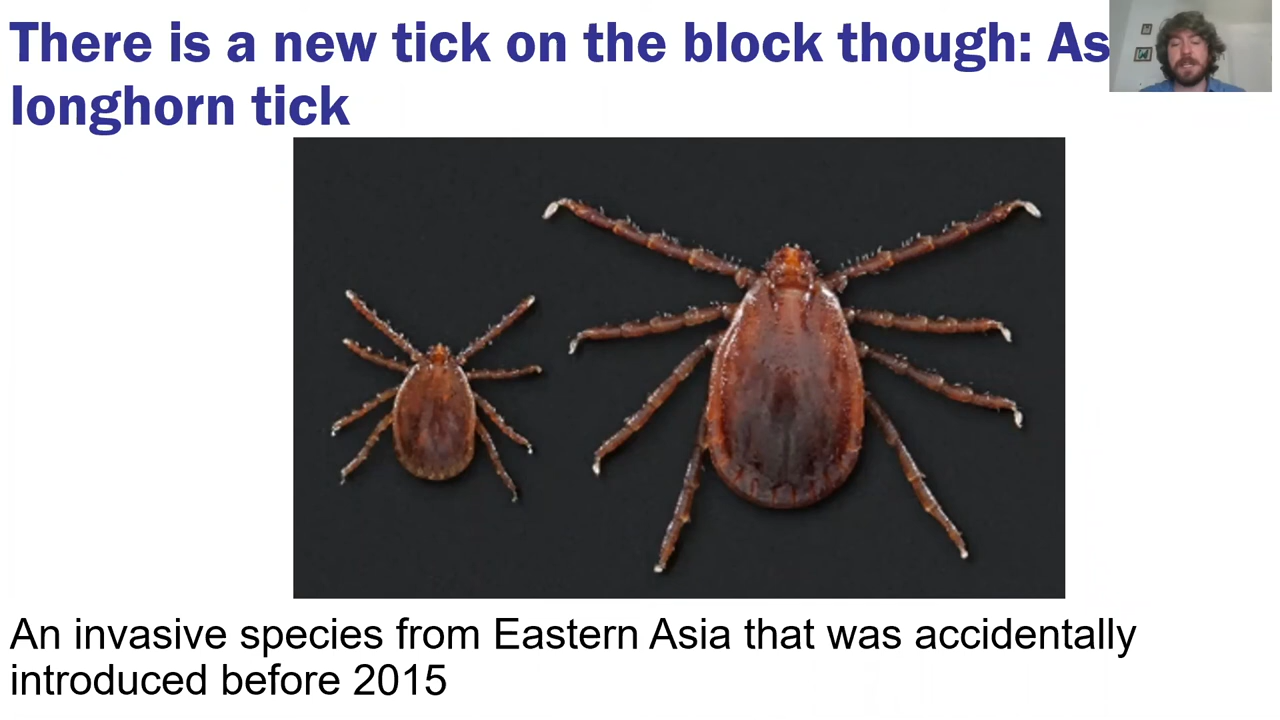 There is a new tick on the block though: As
longhorn tick
An invasive species from Eastern Asia that was accidentally
introduced before 2015